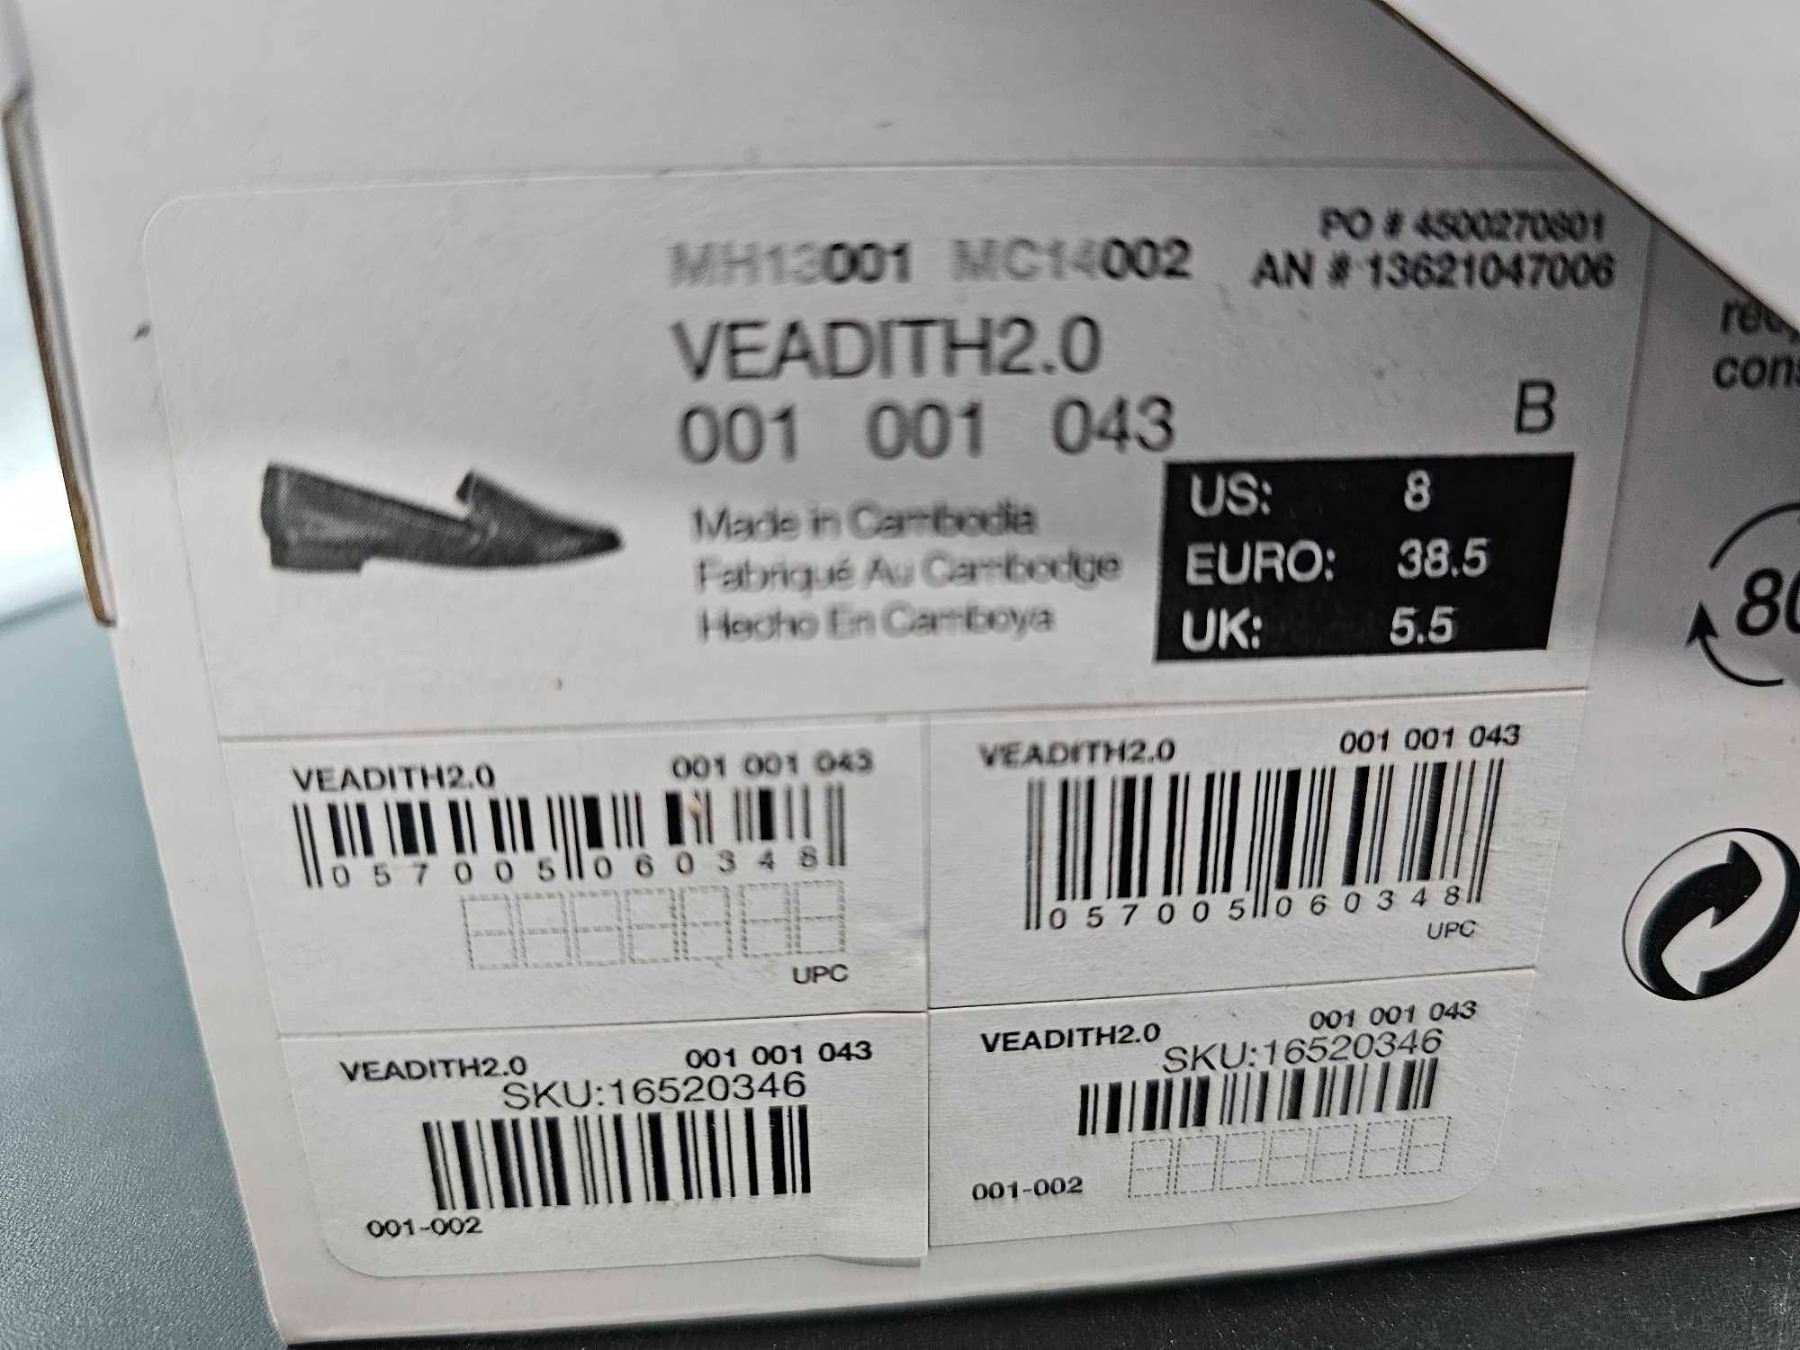 PO # 4500270601
MH13001 MC14002
AN # 13621047006
VEADITH2.0
001 001 043
B
Made in Cambodia
Fabriqué Au Cambodge
Hecho En Camboya
US: 8
EURO: 38.5
UK: 5.5
80
VEADITH2.0 001 001 043
0 57005 06034 8
UPC
VEADITH2.0 001 001 043
0 57005 06034 8
UPC
VEADITH2.0 001 001 043
SKU:16520346
001-002
VEADITH2.0 001 001 043
SKU:16520346
001-002